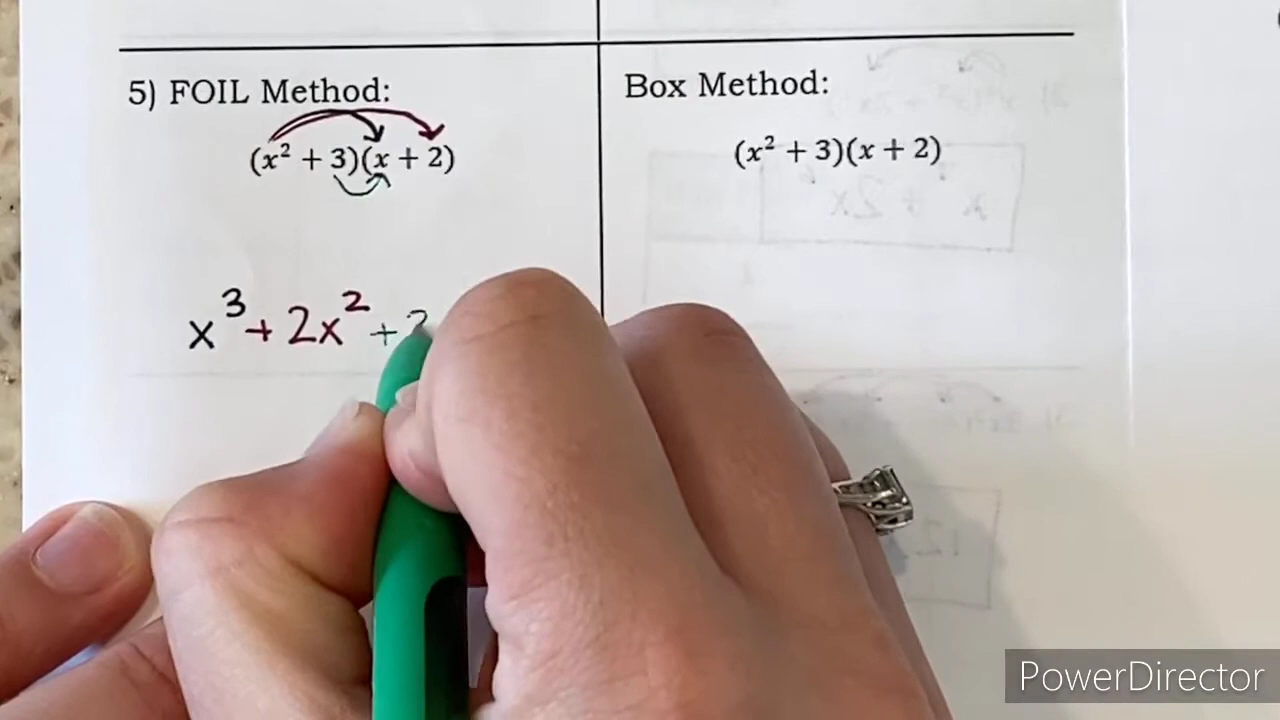 5) FOIL Method:
(x² + 3)(x + 2)
x³ + 2x² +
Box Method:
(x² + 3)(x + 2)
PowerDirector